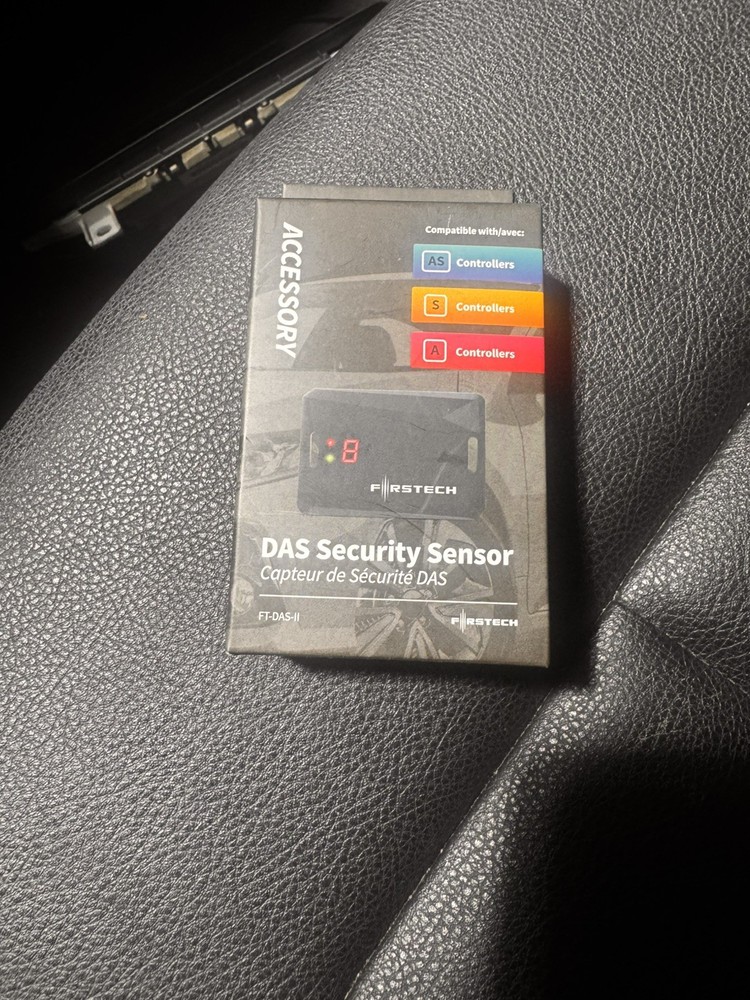 ACCESSORY
Compatible with/avec:
AS Controllers
S Controllers
A Controllers
8
FIRSTECH
DAS Security Sensor
Capteur de Sécurité DAS
FT-DAS-II
FIRSTECH